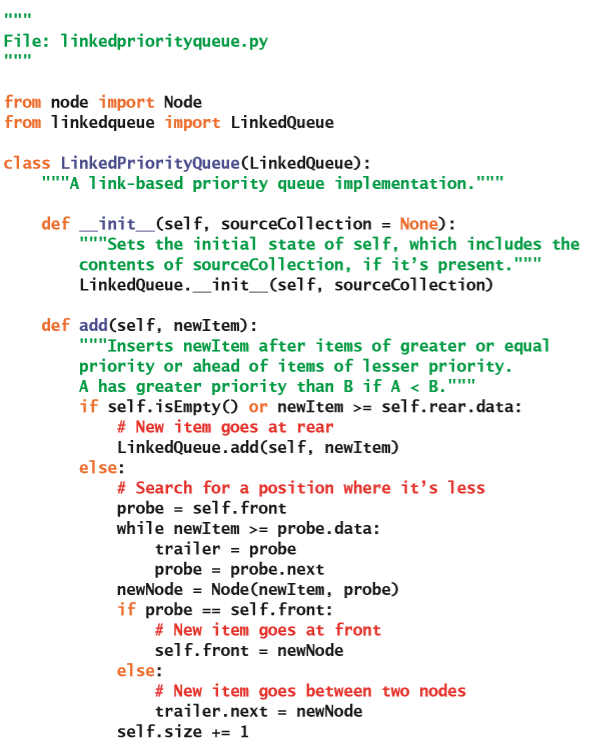 """
File: linkedpriorityqueue.py
"""

from node import Node
from linkedqueue import LinkedQueue

class LinkedPriorityQueue(LinkedQueue):
    """A link-based priority queue implementation."""

    def __init__(self, sourceCollection = None):
        """Sets the initial state of self, which includes the
        contents of sourceCollection, if it’s present."""
        LinkedQueue.__init__(self, sourceCollection)

    def add(self, newItem):
        """Inserts newItem after items of greater or equal
        priority or ahead of items of lesser priority.
        A has greater priority than B if A < B."""
        if self.isEmpty() or newItem >= self.rear.data:
            # New item goes at rear
            LinkedQueue.add(self, newItem)
        else:
            # Search for a position where it’s less
            probe = self.front
            while newItem >= probe.data:
                trailer = probe
                probe = probe.next
            newNode = Node(newItem, probe)
            if probe == self.front:
                # New item goes at front
                self.front = newNode
            else:
                # New item goes between two nodes
                trailer.next = newNode
            self.size += 1